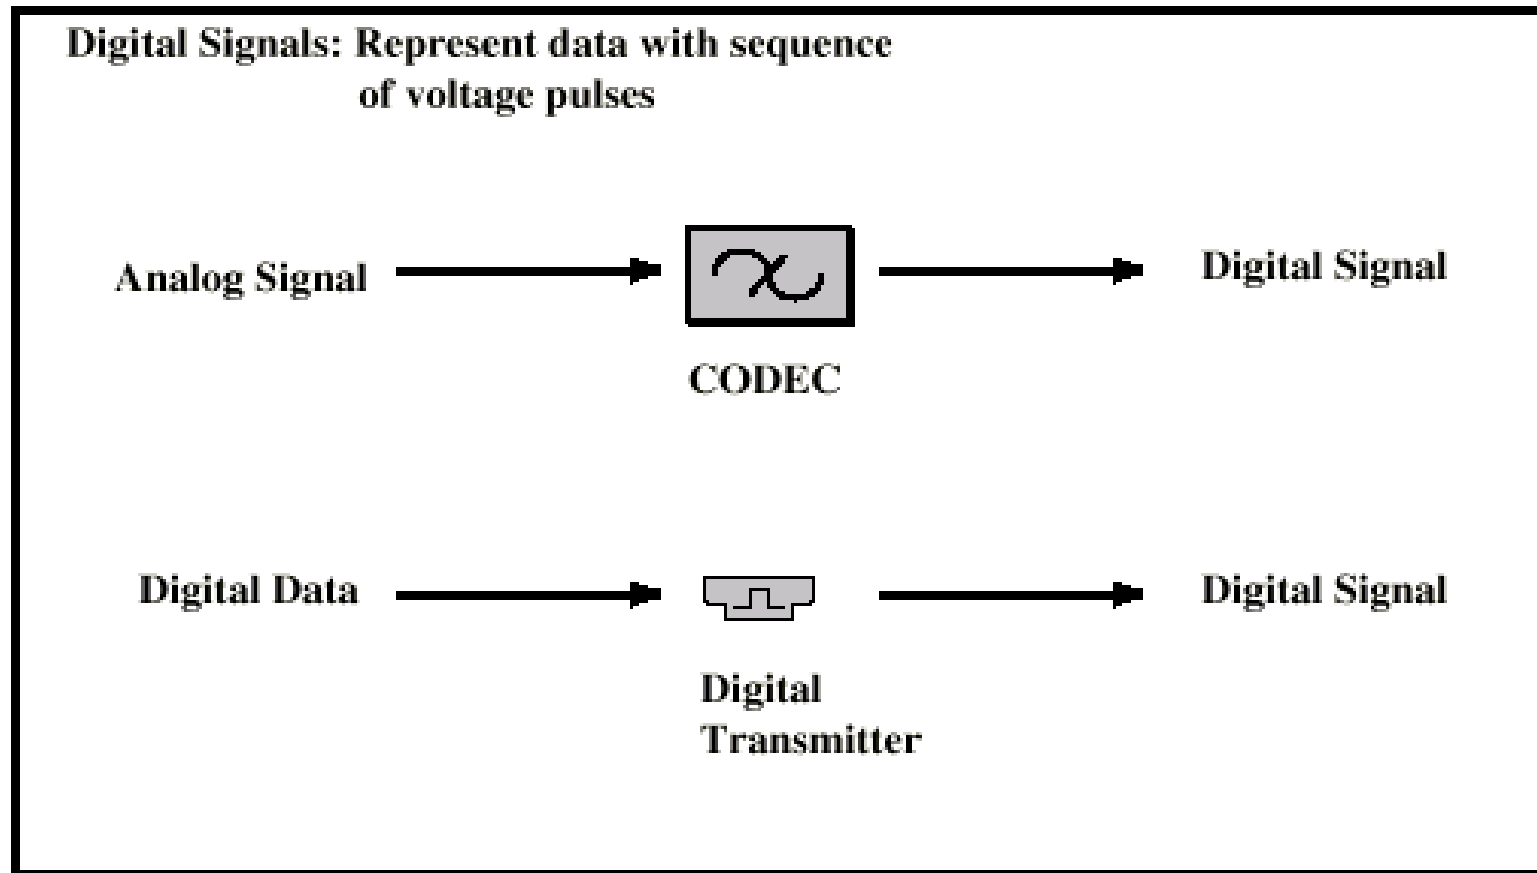 Digital Signals: Represent data with sequence
of voltage pulses
Analog Signal
Digital Signal
CODEC
Digital Data
Digital Signal
Digital
Transmitter